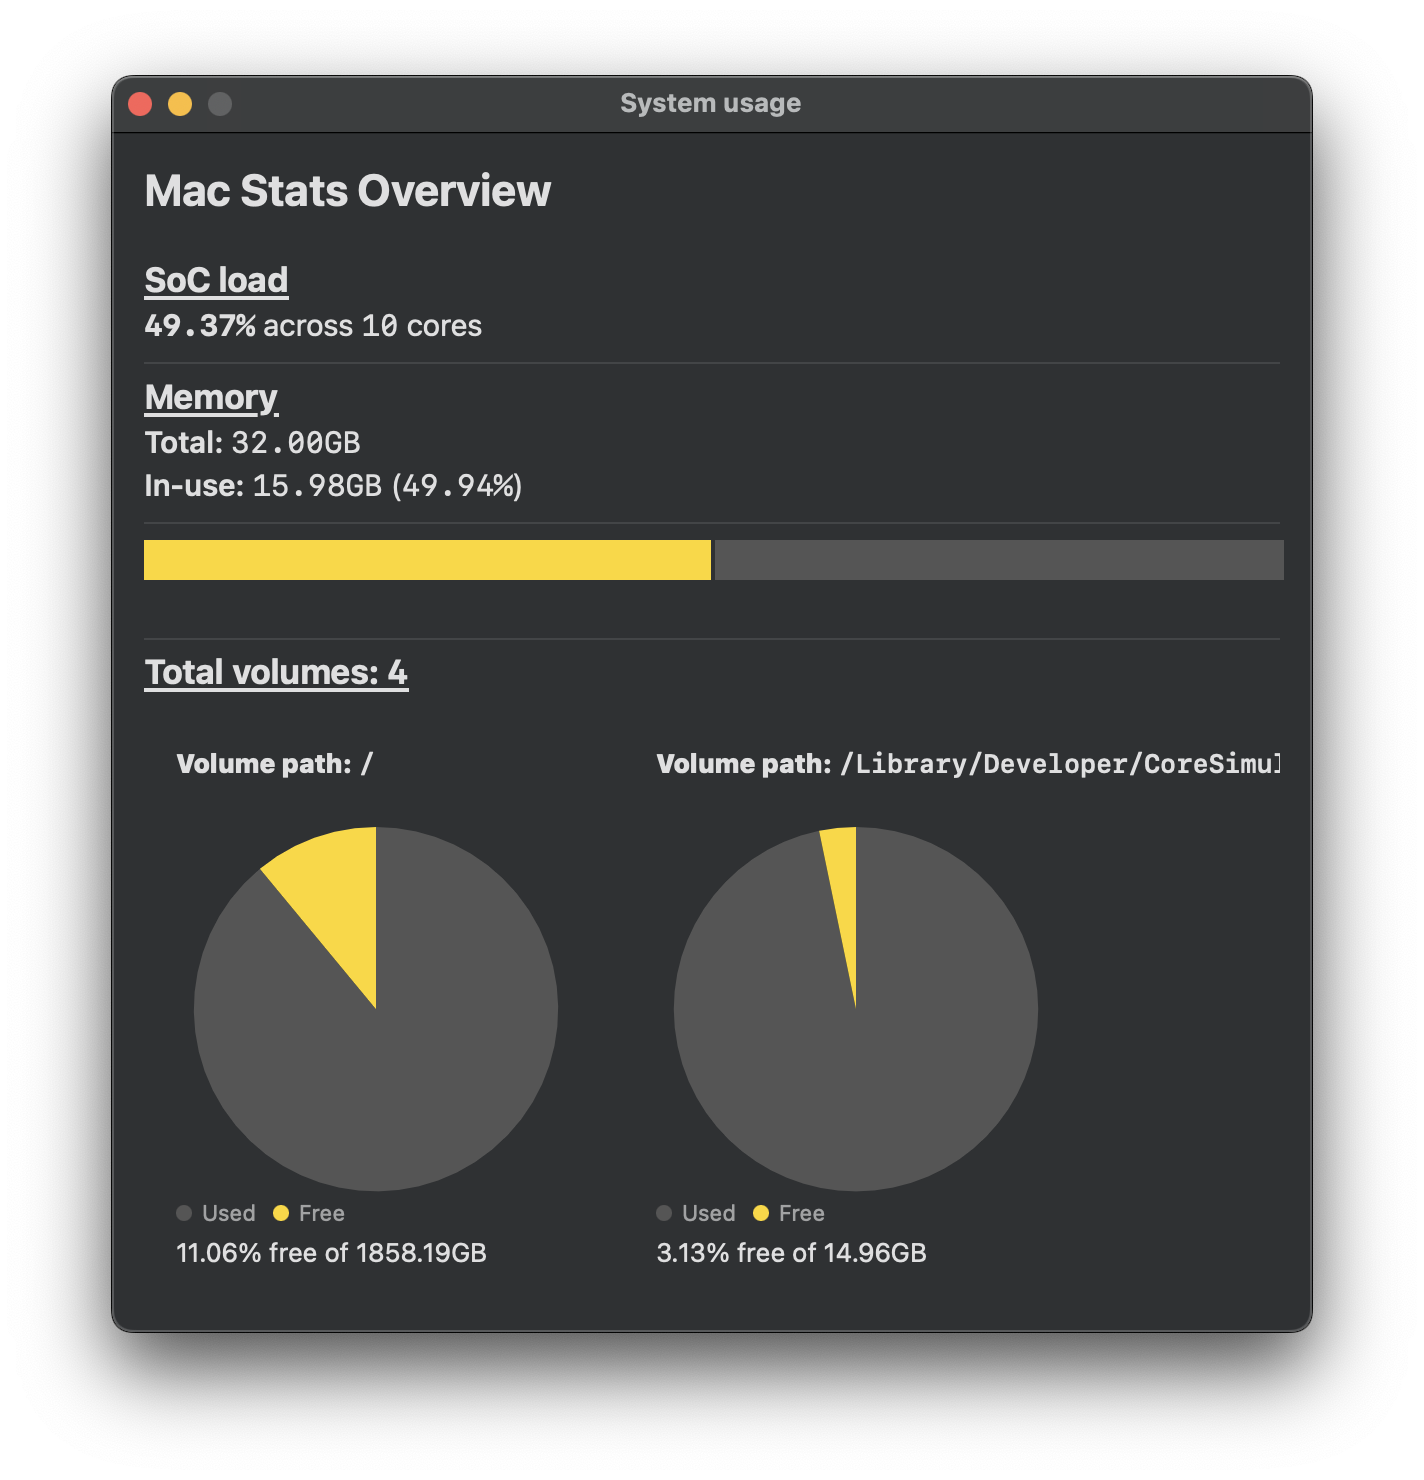 System usage
Mac Stats Overview
SoC load
49.37% across 10 cores
Memory
Total: 32.00GB
In-use: 15.98GB (49.94%)
Total volumes: 4
Volume path: /
Volume path: /Library/Developer/CoreSimul
Used Free
Used Free
11.06% free of 1858.19GB
3.13% free of 14.96GB